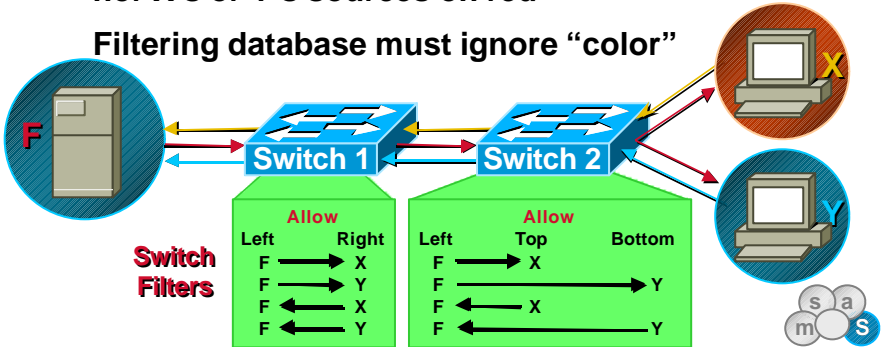 Filtering database must ignore “color”
X
F
Switch 1
Switch 2
Y
Allow
Allow
Left Right
Left Top Bottom
Switch
Filters
F X
F X
F Y
F Y
F X
F X
F Y
F Y
s a
m S